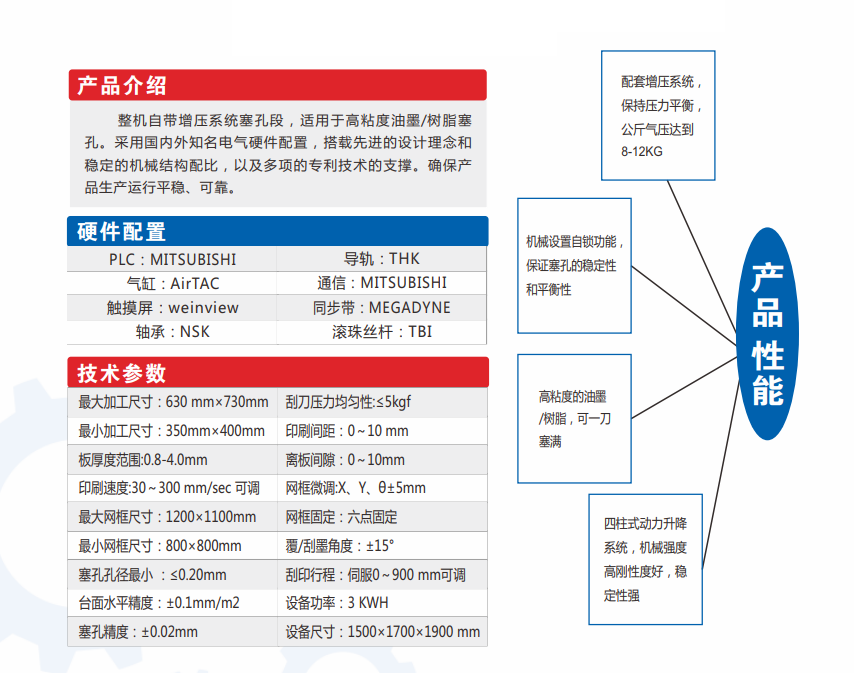 产品介绍
整机自带增压系统塞孔段，适用于高粘度油墨/树脂塞
孔。采用国内外知名电气硬件配置，搭载先进的设计理念和
稳定的机械结构配比，以及多项的专利技术的支撑。确保产
品生产运行平稳、可靠。
硬件配置
PLC：MITSUBISHI 导轨：THK
气缸：AirTAC 通信：MITSUBISHI
触摸屏：weinview 同步带：MEGADYNE
轴承：NSK 滚珠丝杆：TBI
技术参数
最大加工尺寸：630 mm×730mm 刮刀压力均匀性:≤5kgf
最小加工尺寸：350mm×400mm 印刷间距：0～10 mm
板厚度范围:0.8-4.0mm 离板间隙：0～10mm
印刷速度:30～300 mm/sec 可调 网框微调:X、Y、θ±5mm
最大网框尺寸：1200×1100mm 网框固定：六点固定
最小网框尺寸：800×800mm 覆/刮墨角度：±15°
塞孔孔径最小 ：≤0.20mm 刮印行程：伺服0～900 mm可调
台面水平精度：±0.1mm/m2 设备功率：3 KWH
塞孔精度：±0.02mm 设备尺寸：1500×1700×1900 mm
配套增压系统，
保持压力平衡，
公斤气压达到
8-12KG
机械设置自锁功能，
保证塞孔的稳定性
和平衡性
高粘度的油墨
/树脂，可一刀
塞满
四柱式动力升降
系统，机械强度
高刚性度好，稳
定性强
产品性能